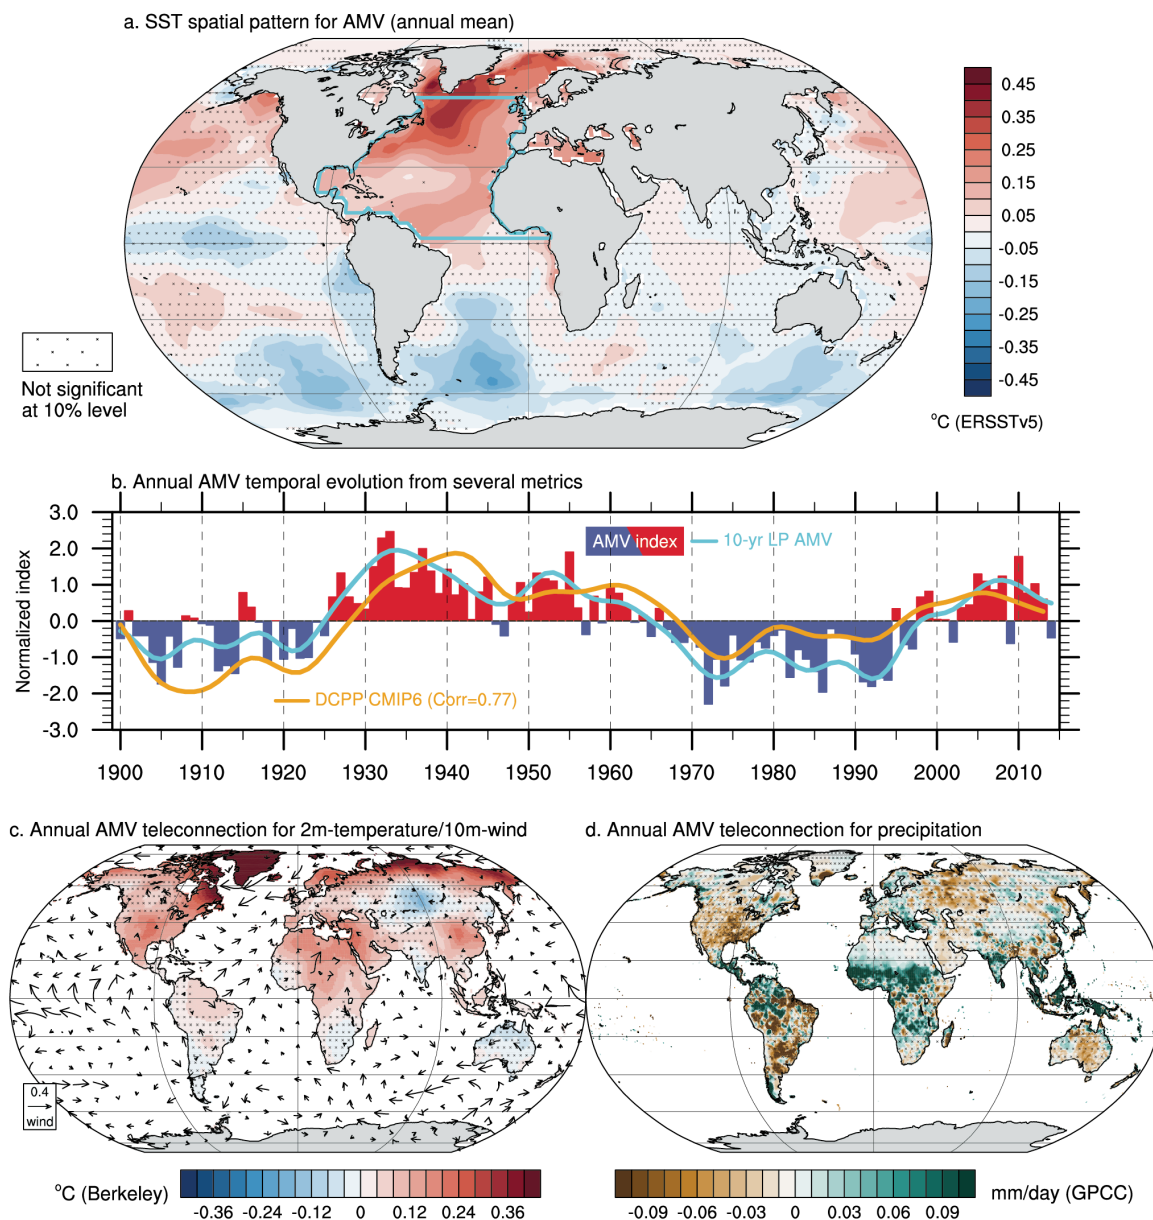 a. SST spatial pattern for AMV (annual mean)
0.45
0.35
0.25
0.15
0.05
-0.05
-0.15
-0.25
-0.35
-0.45
°C (ERSSTv5)
Not significant
at 10% level
b. Annual AMV temporal evolution from several metrics
Normalized index
3.0
2.0
1.0
0.0
-1.0
-2.0
-3.0
AMV index
10-yr LP AMV
DCPP CMIP6 (Corr=0.77)
1900 1910 1920 1930 1940 1950 1960 1970 1980 1990 2000 2010
c. Annual AMV teleconnection for 2m-temperature/10m-wind
0.4
wind
°C (Berkeley)
-0.36 -0.24 -0.12 0 0.12 0.24 0.36
d. Annual AMV teleconnection for precipitation
-0.09 -0.06 -0.03 0 0.03 0.06 0.09
mm/day (GPCC)